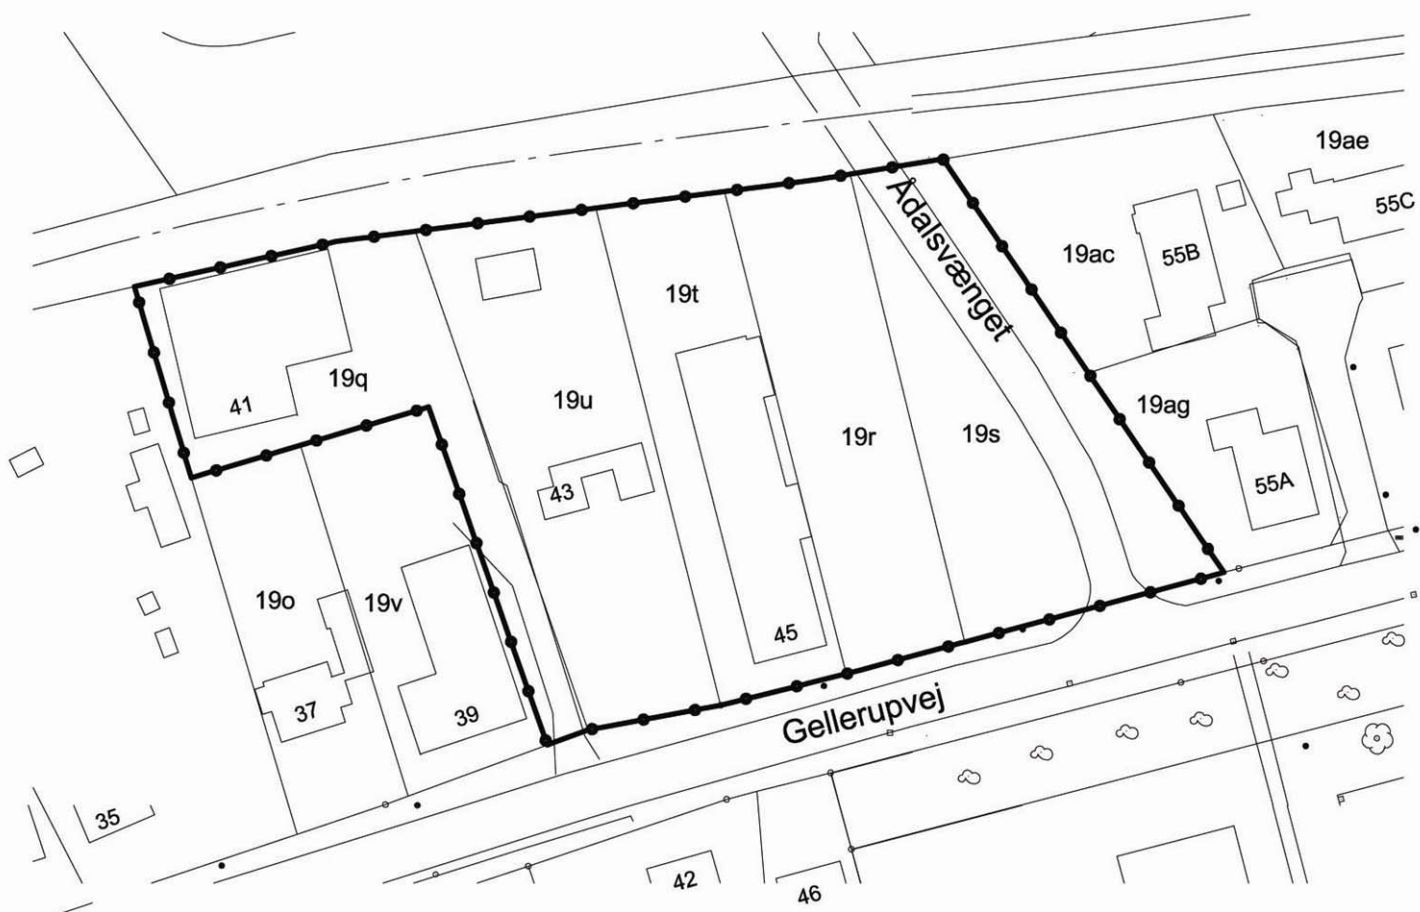 19ae
55C
Ådalsvænget
19ac
55B
19t
19q
41
19u
19ag
19r
19s
43
55A
19o
19v
45
37
39
Gellerupvej
35
42
46